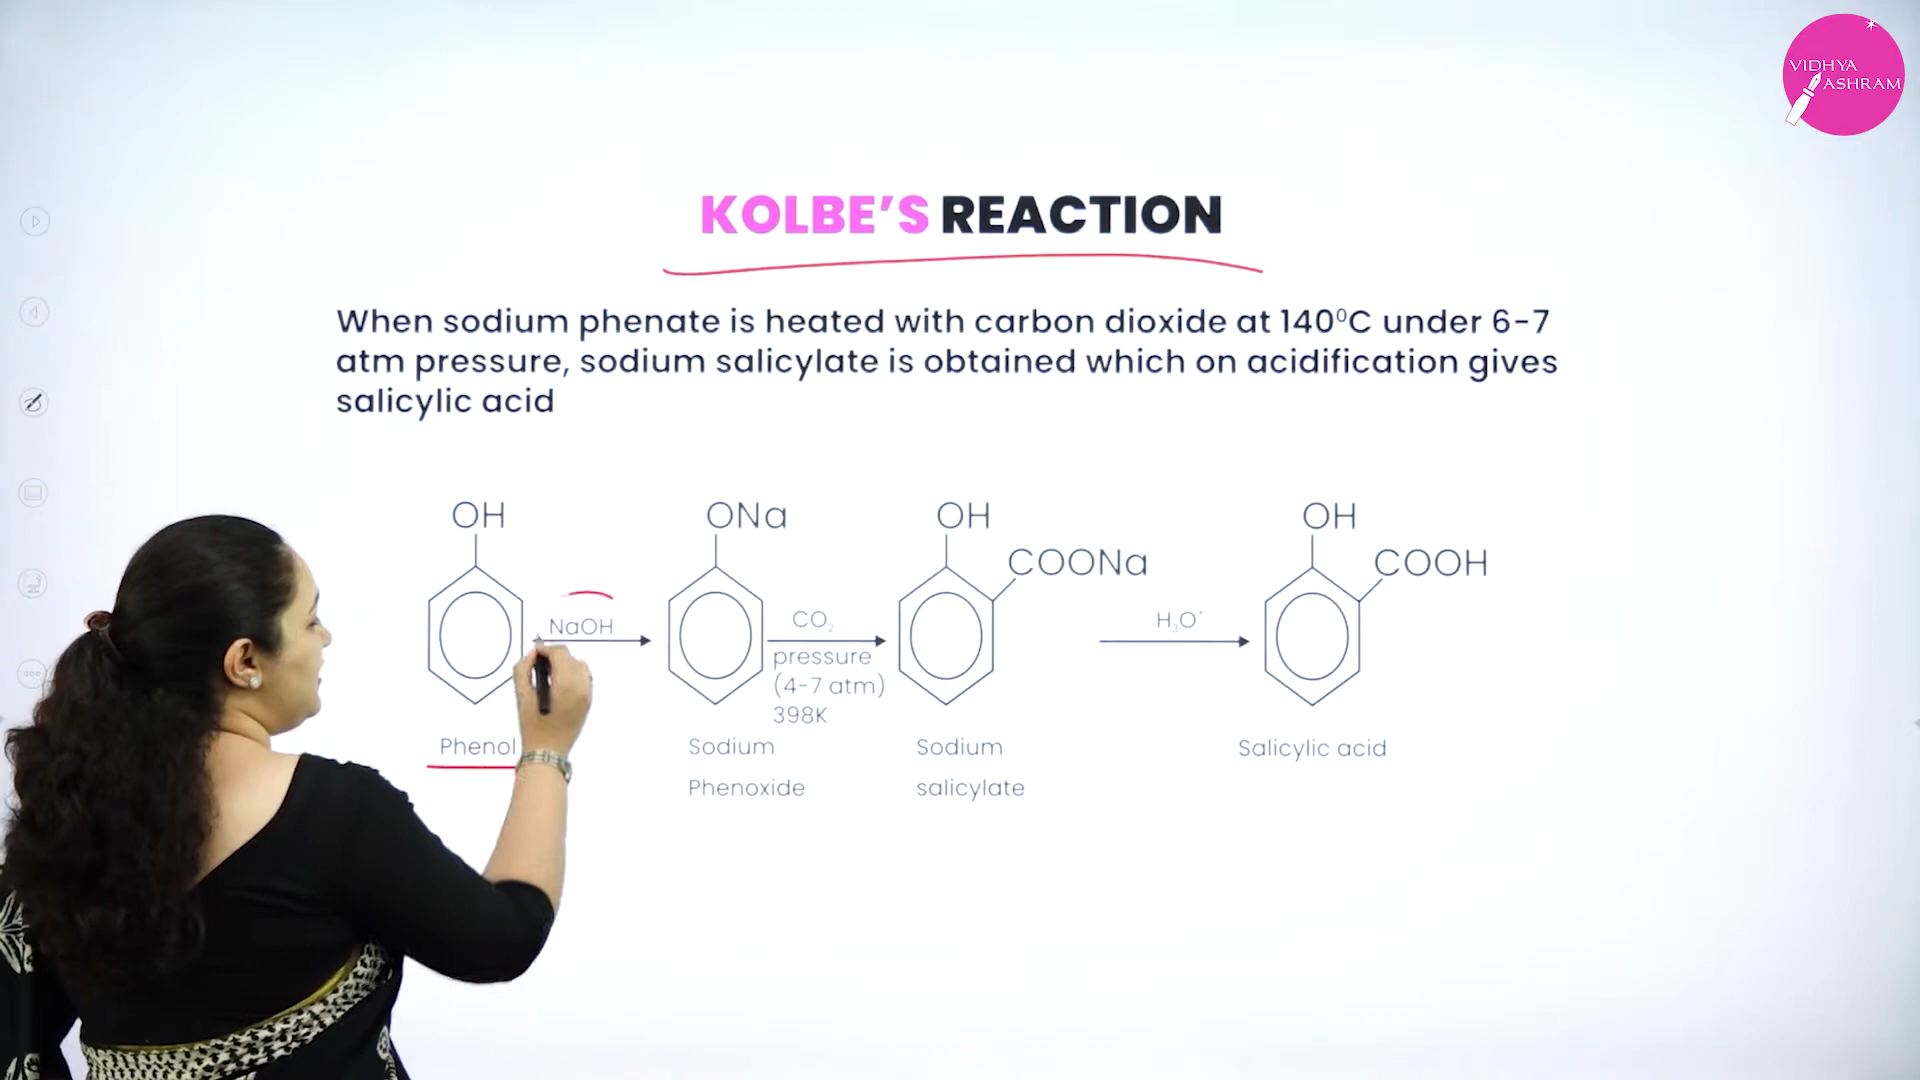 VIDHYA
ASHRAM
KOLBE’S REACTION
When sodium phenate is heated with carbon dioxide at 140⁰C under 6-7
atm pressure, sodium salicylate is obtained which on acidification gives
salicylic acid
OH
ONa
OH
COONa
OH
COOH
NaOH
CO₂
pressure
(4-7 atm)
398K
H₃O⁺
Phenol
Sodium
Phenoxide
Sodium
salicylate
Salicylic acid